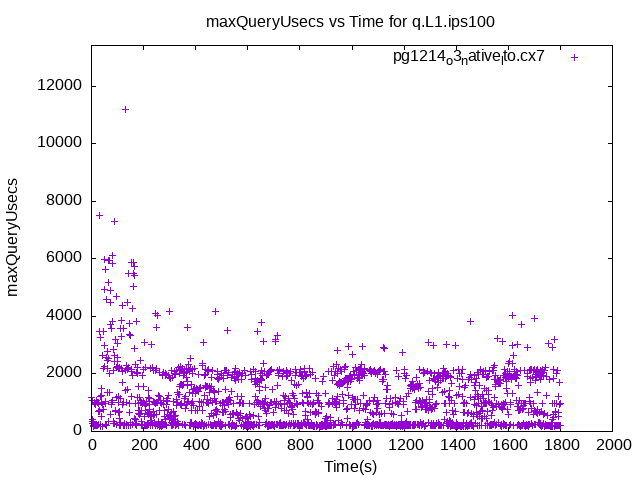 maxQueryUsecs vs Time for q.L1.ips100
pg1214o3nativelto.cx7
12000
10000
8000
6000
4000
2000
0
maxQueryUsecs
0 200 400 600 800 1000 1200 1400 1600 1800 2000
Time(s)